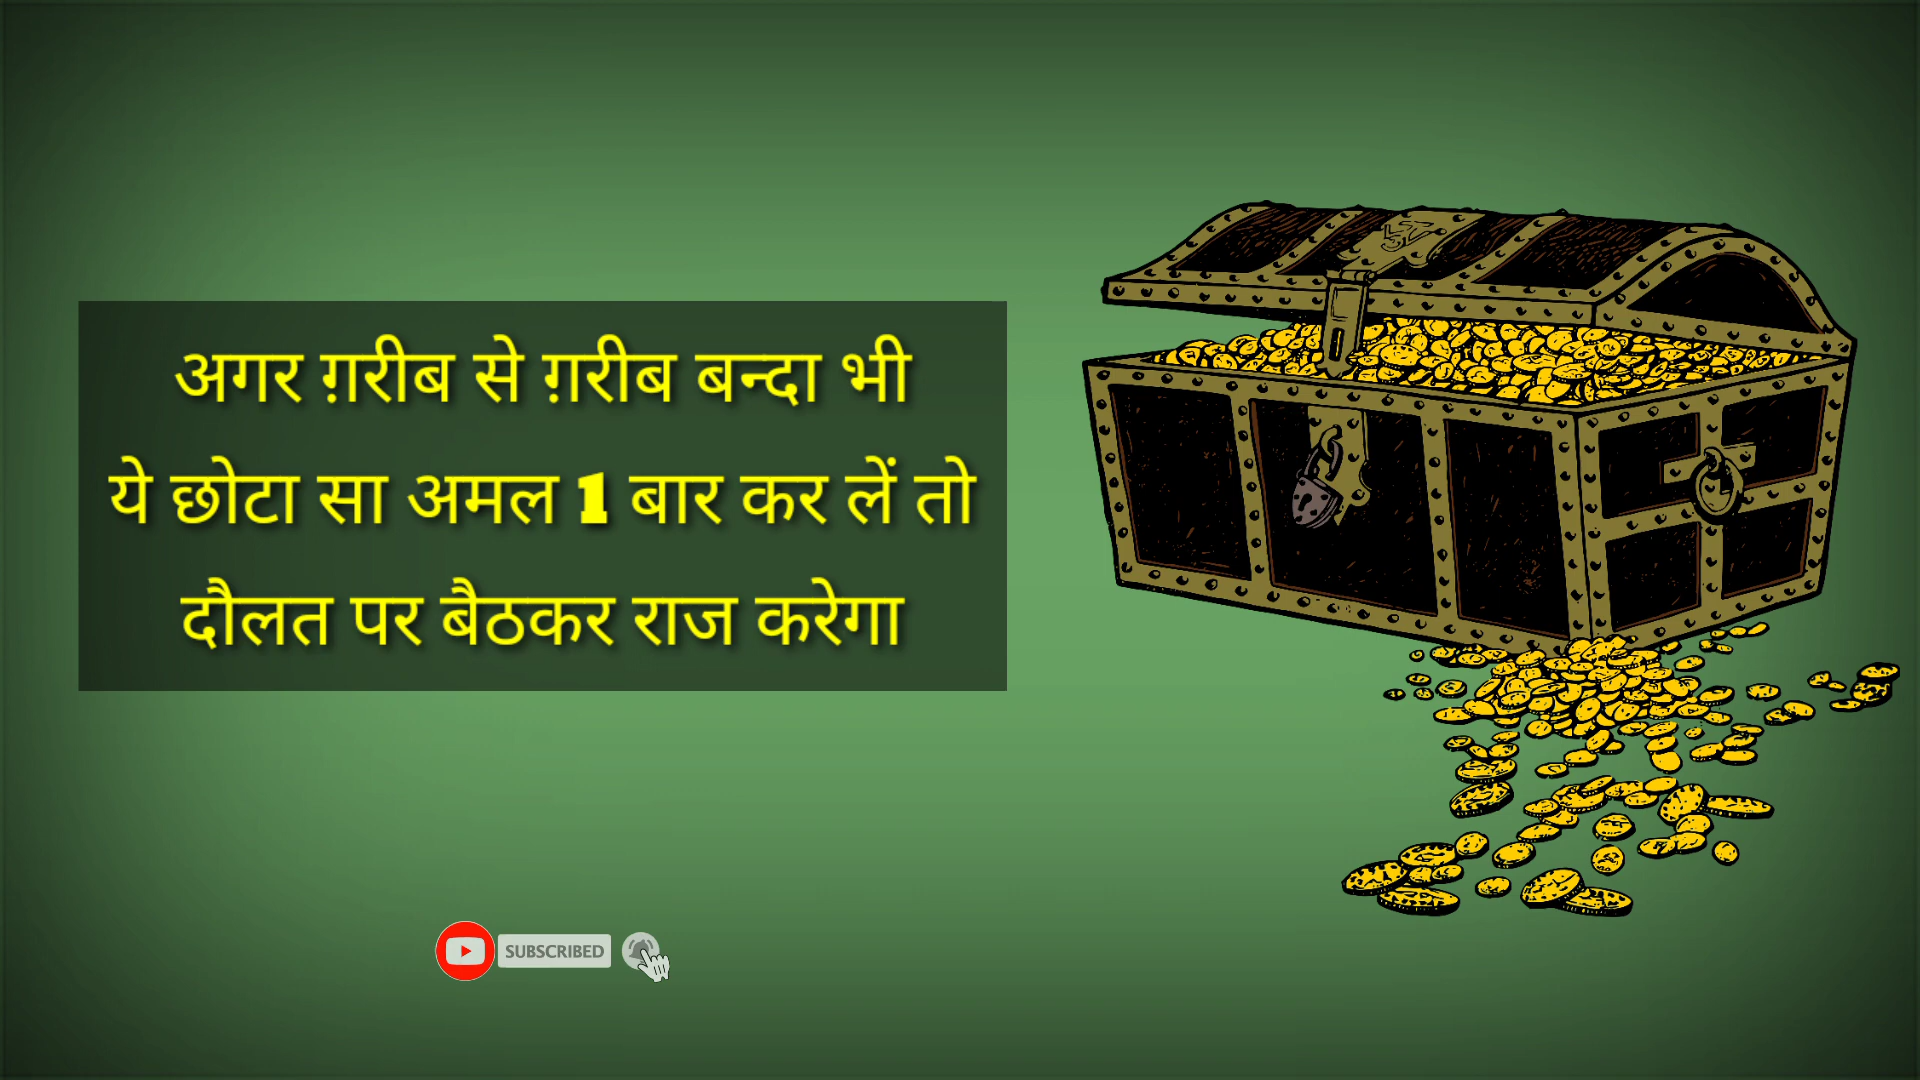 अगर ग़रीब से ग़रीब बन्दा भी
ये छोटा सा अमल 1 बार कर लें तो
दौलत पर बैठकर राज करेगा
SUBSCRIBED